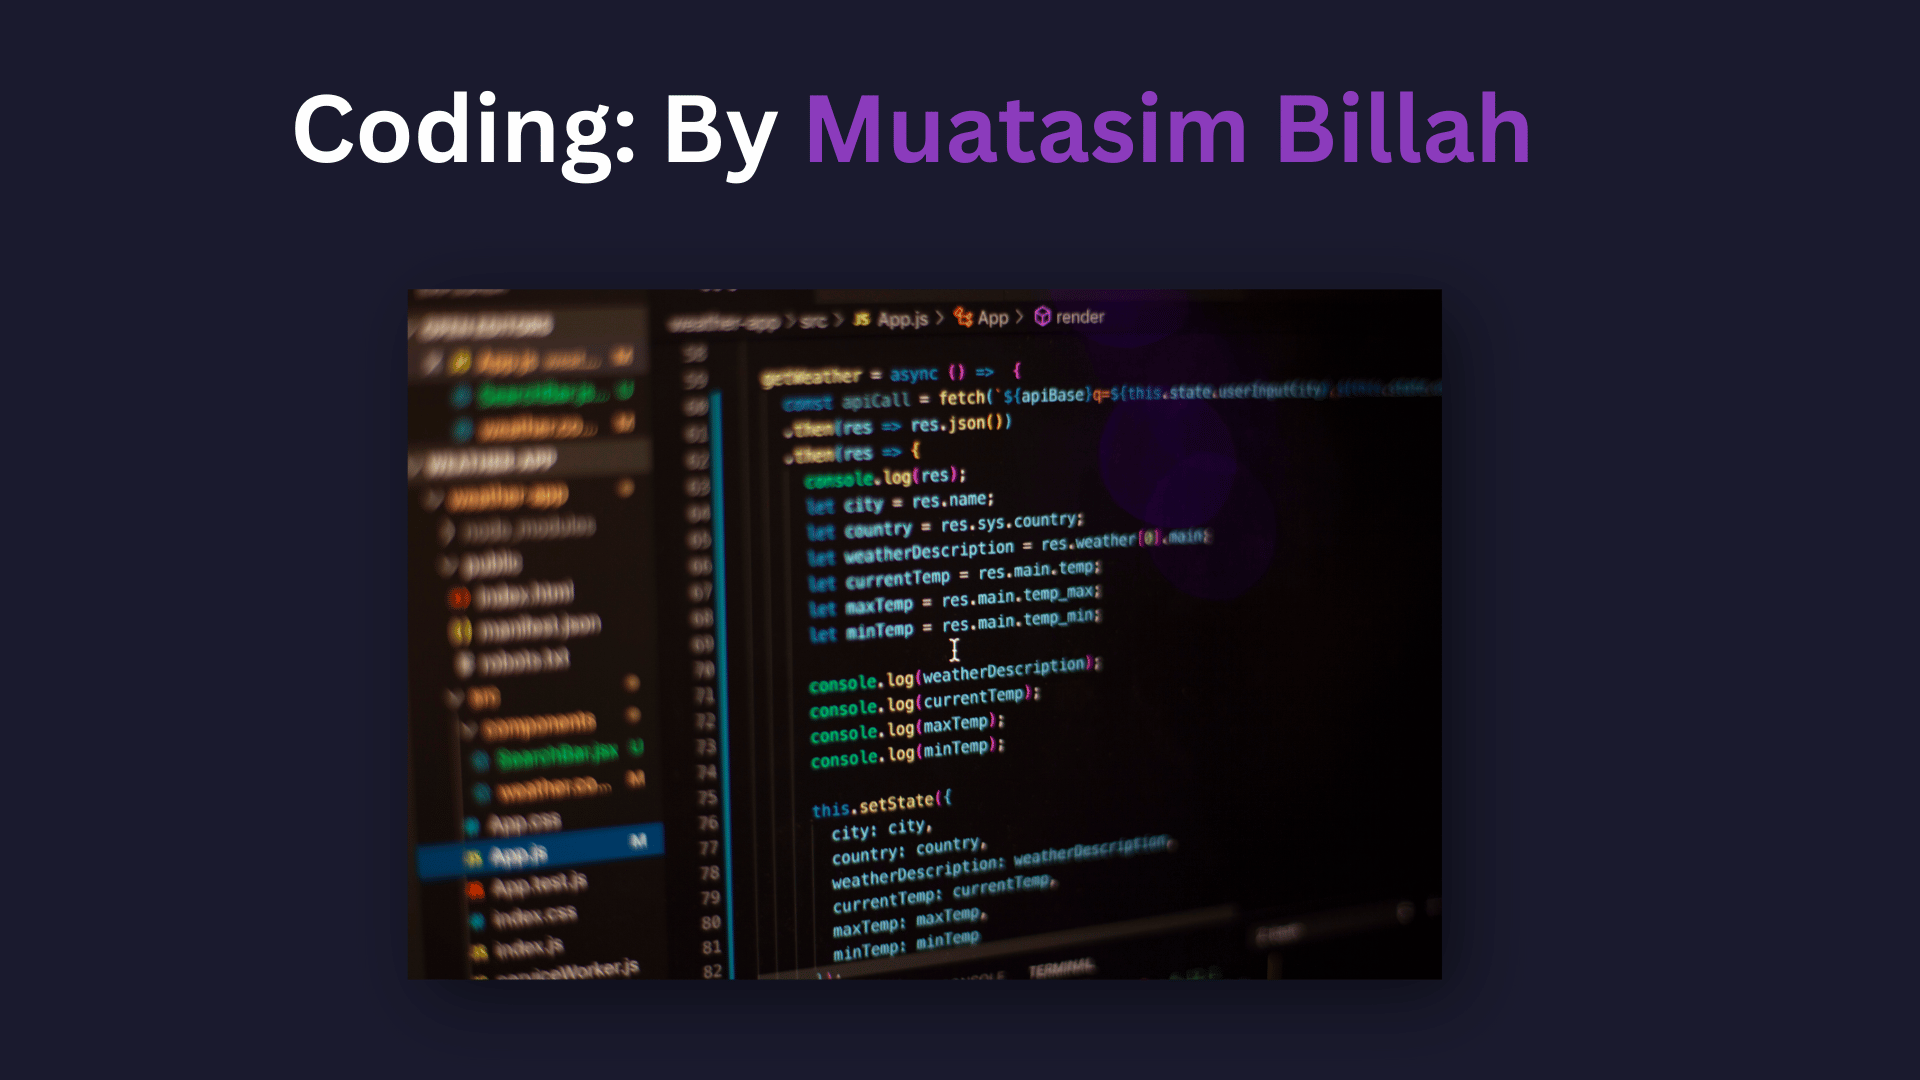 Coding: By Muatasim Billah
weather-app > src > JS App.js > App > render
OPEN EDITORS
App.js M
SearchBar.js... U
weather.co... M
WEATHER-APP
weather-app
node_modules
public
index.html
manifest.json
robots.txt
src
components
SearchBar.jsx U
weather.co... M
App.css
JS App.js M
App.test.js
index.css
JS index.js
serviceWorker.js
58
59
60
61
62
63
64
65
66
67
68
69
70
71
72
73
74
75
76
77
78
79
80
81
82
getWeather = async () => {
const apiCall = fetch(`${apiBase}q=${this.state.userInputCity}
.then(res => res.json())
.then(res => {
console.log(res);
let city = res.name;
let country = res.sys.country;
let weatherDescription = res.weather[0].main;
let currentTemp = res.main.temp;
let maxTemp = res.main.temp_max;
let minTemp = res.main.temp_min;
console.log(weatherDescription);
console.log(currentTemp);
console.log(maxTemp);
console.log(minTemp);
this.setState({
city: city,
country: country,
weatherDescription: weatherDescription,
currentTemp: currentTemp,
maxTemp: maxTemp,
minTemp: minTemp
});
TERMINAL